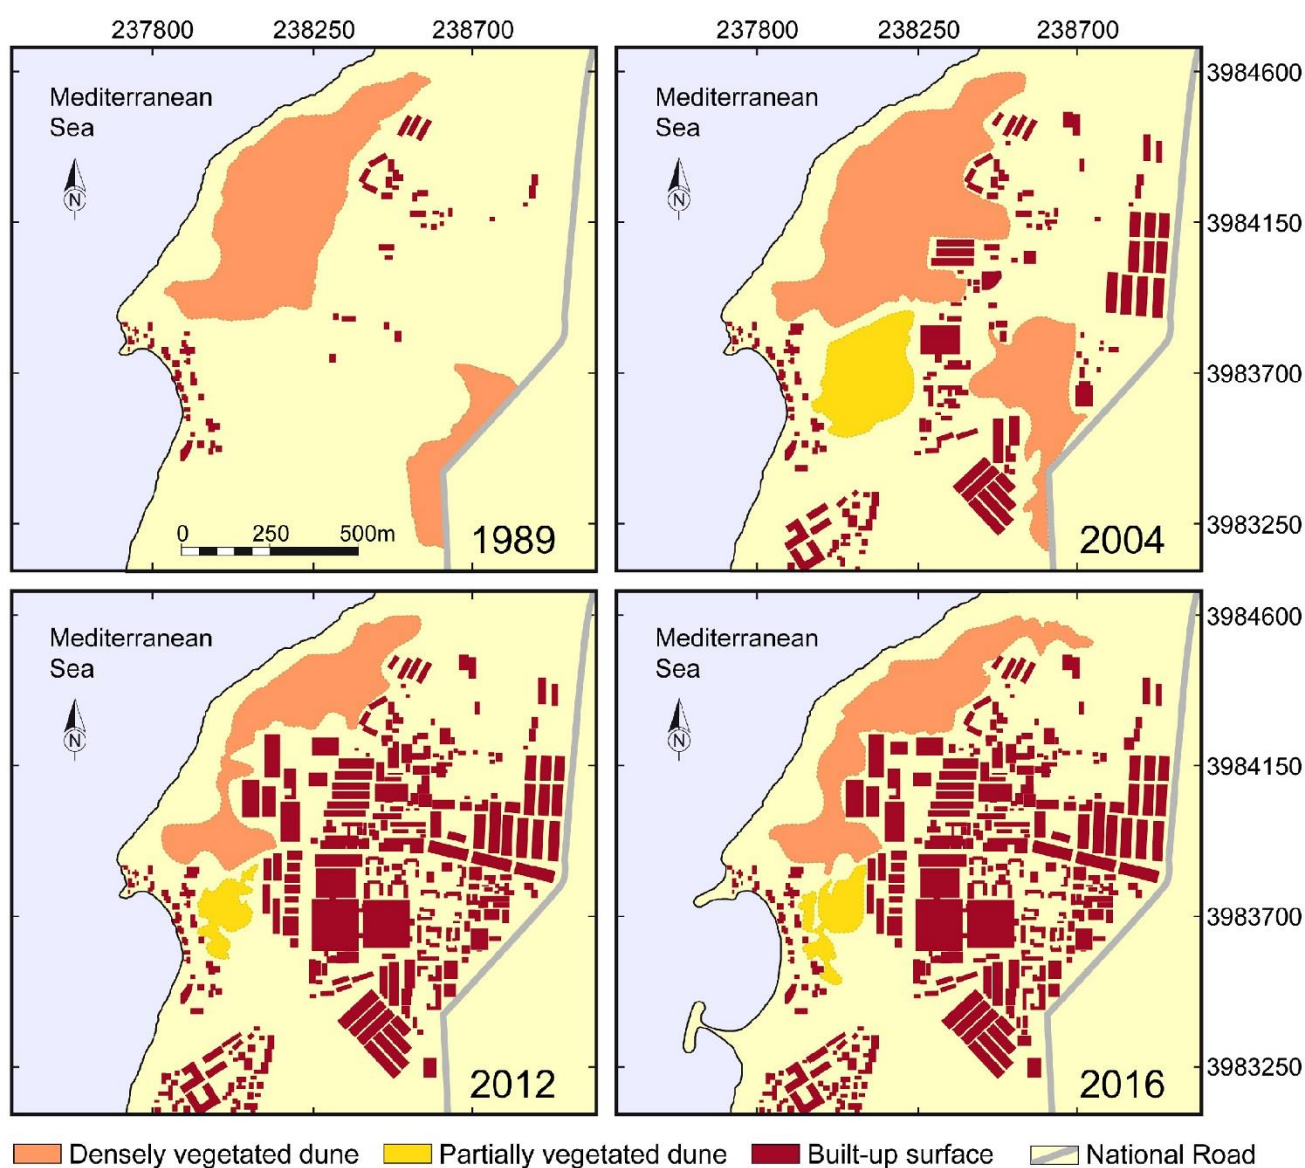 237800 238250 238700 237800 238250 238700
Mediterranean
Sea
N
0 250 500m
1989
Mediterranean
Sea
N
2004
3984600
3984150
3983700
3983250
Mediterranean
Sea
N
2012
Mediterranean
Sea
N
2016
3984600
3984150
3983700
3983250
Densely vegetated dune Partially vegetated dune Built-up surface National Road